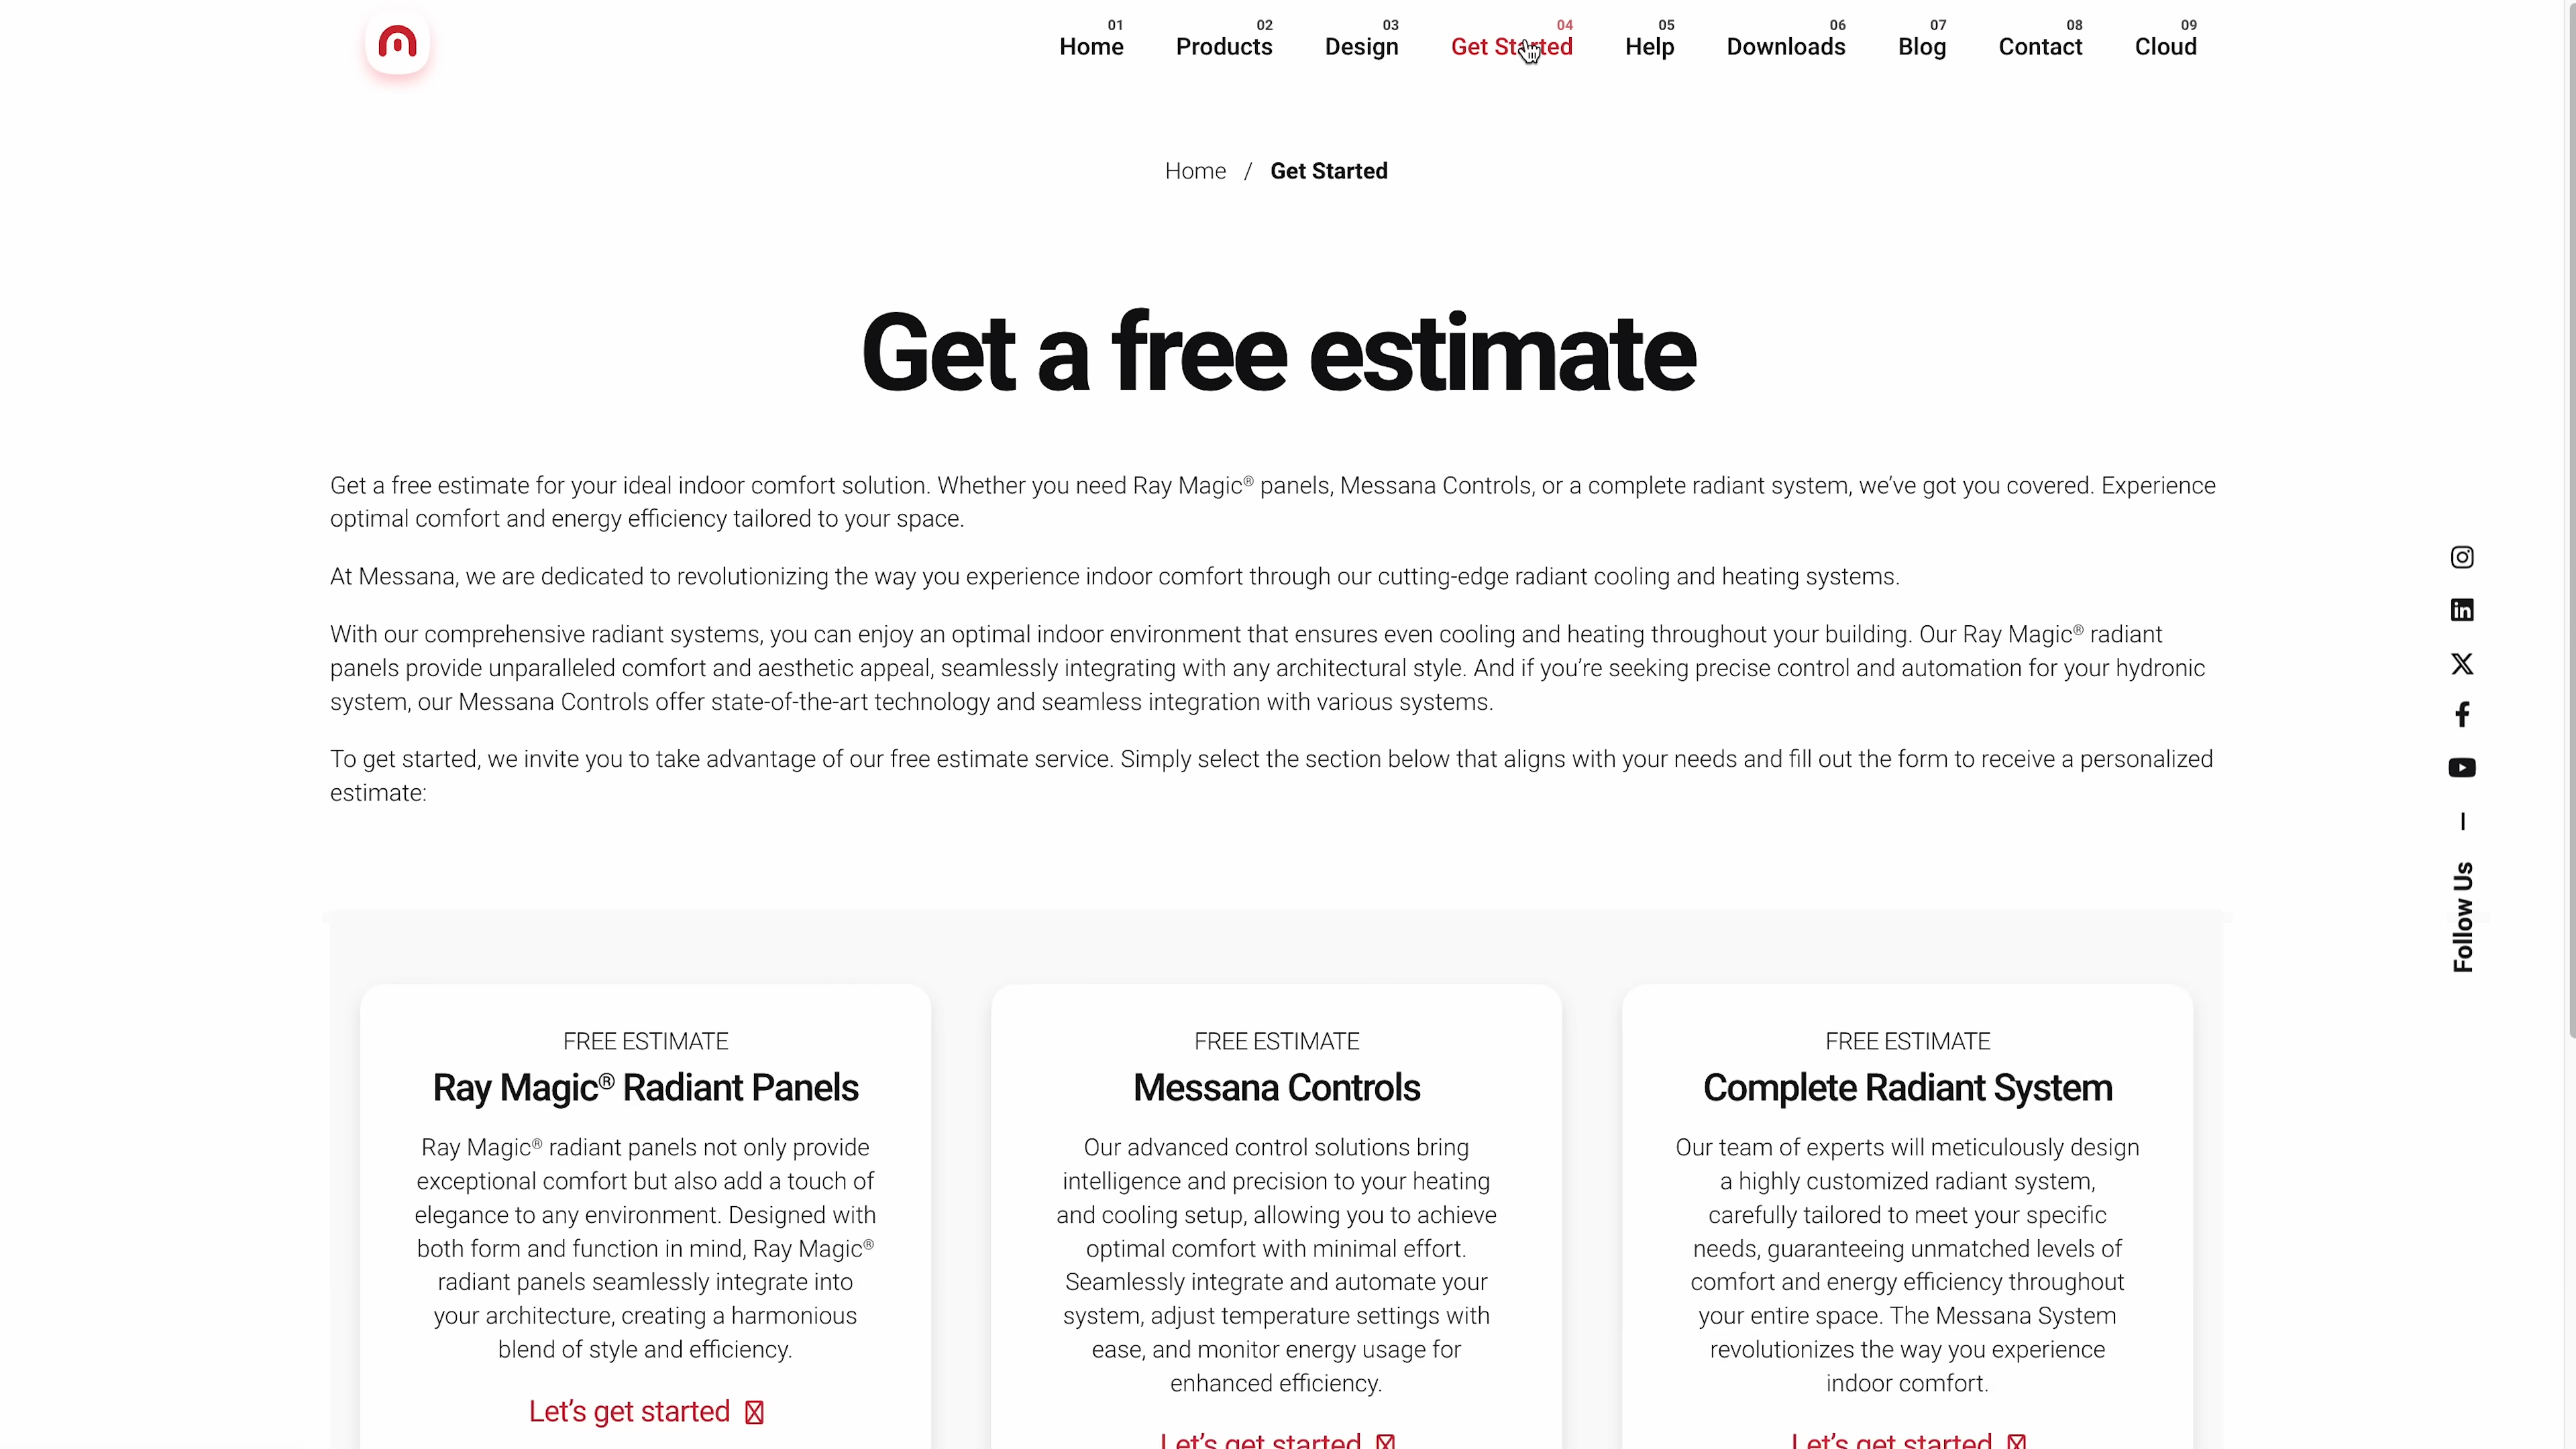 01 02 03 04 05 06 07 08 09
Home Products Design Get Started Help Downloads Blog Contact Cloud
Home / Get Started
Get a free estimate
Get a free estimate for your ideal indoor comfort solution. Whether you need Ray Magic® panels, Messana Controls, or a complete radiant system, we’ve got you covered. Experience
optimal comfort and energy efficiency tailored to your space.
At Messana, we are dedicated to revolutionizing the way you experience indoor comfort through our cutting-edge radiant cooling and heating systems.
With our comprehensive radiant systems, you can enjoy an optimal indoor environment that ensures even cooling and heating throughout your building. Our Ray Magic® radiant
panels provide unparalleled comfort and aesthetic appeal, seamlessly integrating with any architectural style. And if you’re seeking precise control and automation for your hydronic
system, our Messana Controls offer state-of-the-art technology and seamless integration with various systems.
To get started, we invite you to take advantage of our free estimate service. Simply select the section below that aligns with your needs and fill out the form to receive a personalized
estimate:
Follow Us
FREE ESTIMATE
Ray Magic® Radiant Panels
Ray Magic® radiant panels not only provide
exceptional comfort but also add a touch of
elegance to any environment. Designed with
both form and function in mind, Ray Magic®
radiant panels seamlessly integrate into
your architecture, creating a harmonious
blend of style and efficiency.
Let’s get started
FREE ESTIMATE
Messana Controls
Our advanced control solutions bring
intelligence and precision to your heating
and cooling setup, allowing you to achieve
optimal comfort with minimal effort.
Seamlessly integrate and automate your
system, adjust temperature settings with
ease, and monitor energy usage for
enhanced efficiency.
Let’s get started
FREE ESTIMATE
Complete Radiant System
Our team of experts will meticulously design
a highly customized radiant system,
carefully tailored to meet your specific
needs, guaranteeing unmatched levels of
comfort and energy efficiency throughout
your entire space. The Messana System
revolutionizes the way you experience
indoor comfort.
Let’s get started